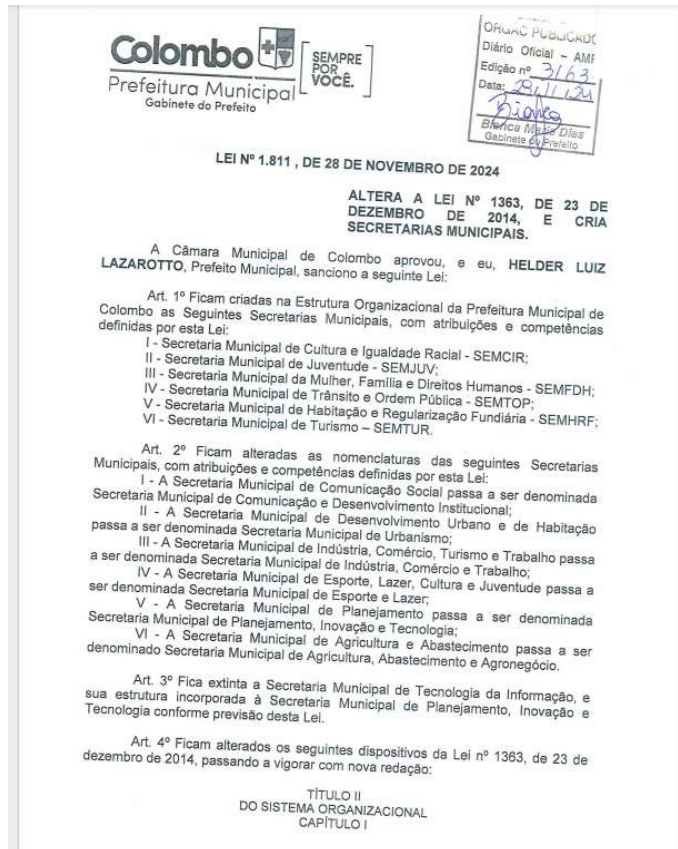 Colombo
Prefeitura Municipal
Gabinete do Prefeito
SEMPRE
POR
VOCÊ.
ORGÃO PUBLICADO
Diário Oficial – AMP
Edição nº 3163
Data: 29/11/24
Bianca Maria Dias
Gabinete do Prefeito
LEI Nº 1.811 , DE 28 DE NOVEMBRO DE 2024
ALTERA A LEI Nº 1363, DE 23 DE
DEZEMBRO DE 2014, E CRIA
SECRETARIAS MUNICIPAIS.
A Câmara Municipal de Colombo aprovou, e eu, HELDER LUIZ
LAZAROTTO, Prefeito Municipal, sanciono a seguinte Lei:
Art. 1º Ficam criadas na Estrutura Organizacional da Prefeitura Municipal de
Colombo as Seguintes Secretarias Municipais, com atribuições e competências
definidas por esta Lei:
I - Secretaria Municipal de Cultura e Igualdade Racial - SEMCIR;
II - Secretaria Municipal de Juventude - SEMJUV;
III - Secretaria Municipal da Mulher, Família e Direitos Humanos - SEMFDH;
IV - Secretaria Municipal de Trânsito e Ordem Pública - SEMTOP;
V - Secretaria Municipal de Habitação e Regularização Fundiária - SEMHRF;
VI - Secretaria Municipal de Turismo – SEMTUR.
Art. 2º Ficam alteradas as nomenclaturas das seguintes Secretarias
Municipais, com atribuições e competências definidas por esta Lei:
I - A Secretaria Municipal de Comunicação Social passa a ser denominada
Secretaria Municipal de Comunicação e Desenvolvimento Institucional;
II - A Secretaria Municipal de Desenvolvimento Urbano e de Habitação
passa a ser denominada Secretaria Municipal de Urbanismo;
III - A Secretaria Municipal de Indústria, Comércio, Turismo e Trabalho passa
a ser denominada Secretaria Municipal de Indústria, Comércio e Trabalho;
IV - A Secretaria Municipal de Esporte, Lazer, Cultura e Juventude passa a
ser denominada Secretaria Municipal de Esporte e Lazer;
V - A Secretaria Municipal de Planejamento passa a ser denominada
Secretaria Municipal de Planejamento, Inovação e Tecnologia;
VI - A Secretaria Municipal de Agricultura e Abastecimento passa a ser
denominado Secretaria Municipal de Agricultura, Abastecimento e Agronegócio.
Art. 3º Fica extinta a Secretaria Municipal de Tecnologia da Informação, e
sua estrutura incorporada à Secretaria Municipal de Planejamento, Inovação e
Tecnologia conforme previsão desta Lei.
Art. 4º Ficam alterados os seguintes dispositivos da Lei nº 1363, de 23 de
dezembro de 2014, passando a vigorar com nova redação:
TÍTULO II
DO SISTEMA ORGANIZACIONAL
CAPÍTULO I